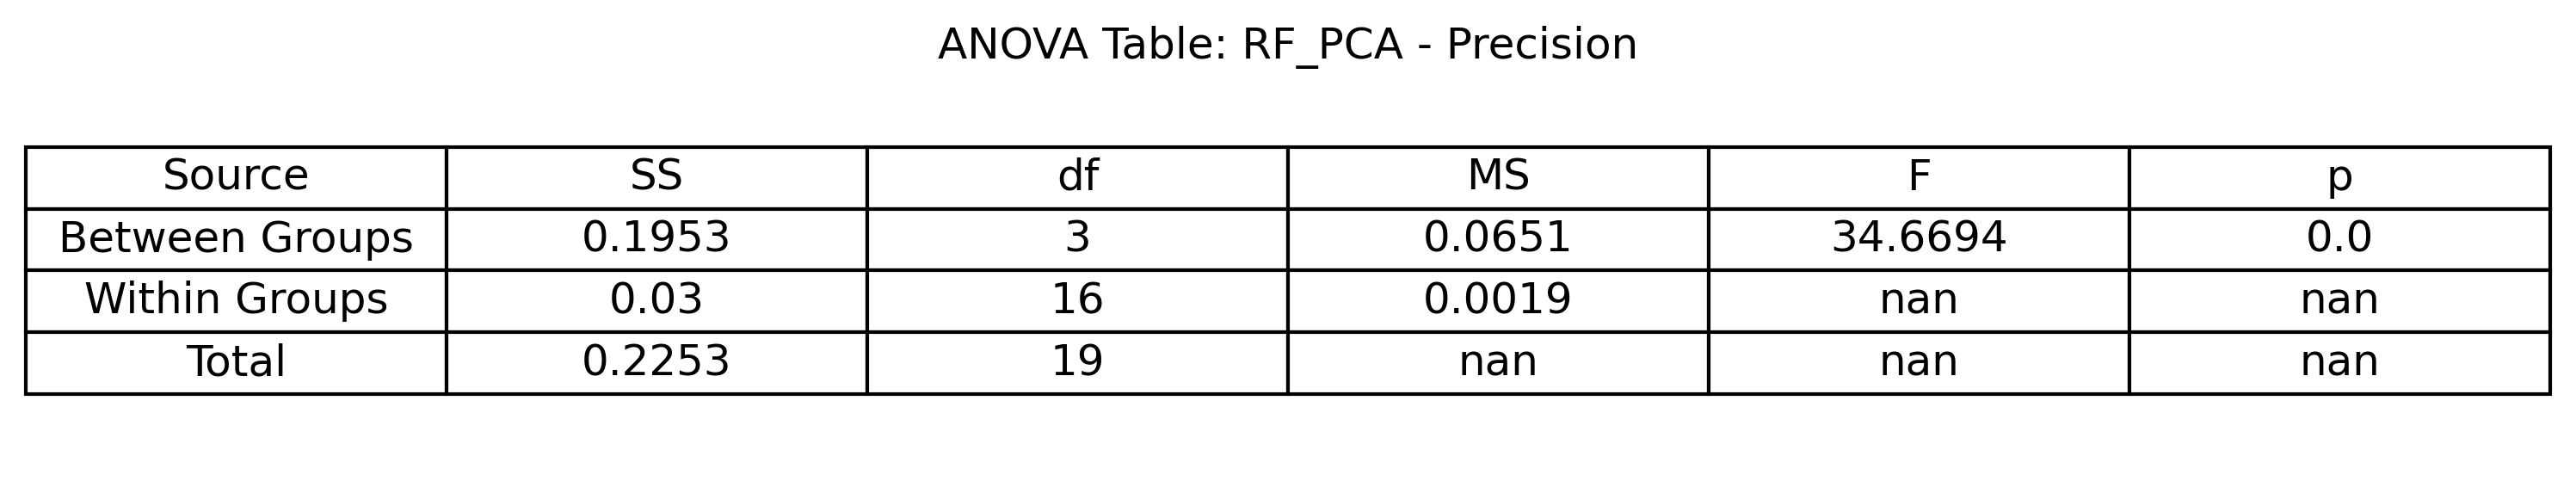 ANOVA Table: RF_PCA - Precision
Source SS df MS F p
Between Groups 0.1953 3 0.0651 34.6694 0.0
Within Groups 0.03 16 0.0019 nan nan
Total 0.2253 19 nan nan nan